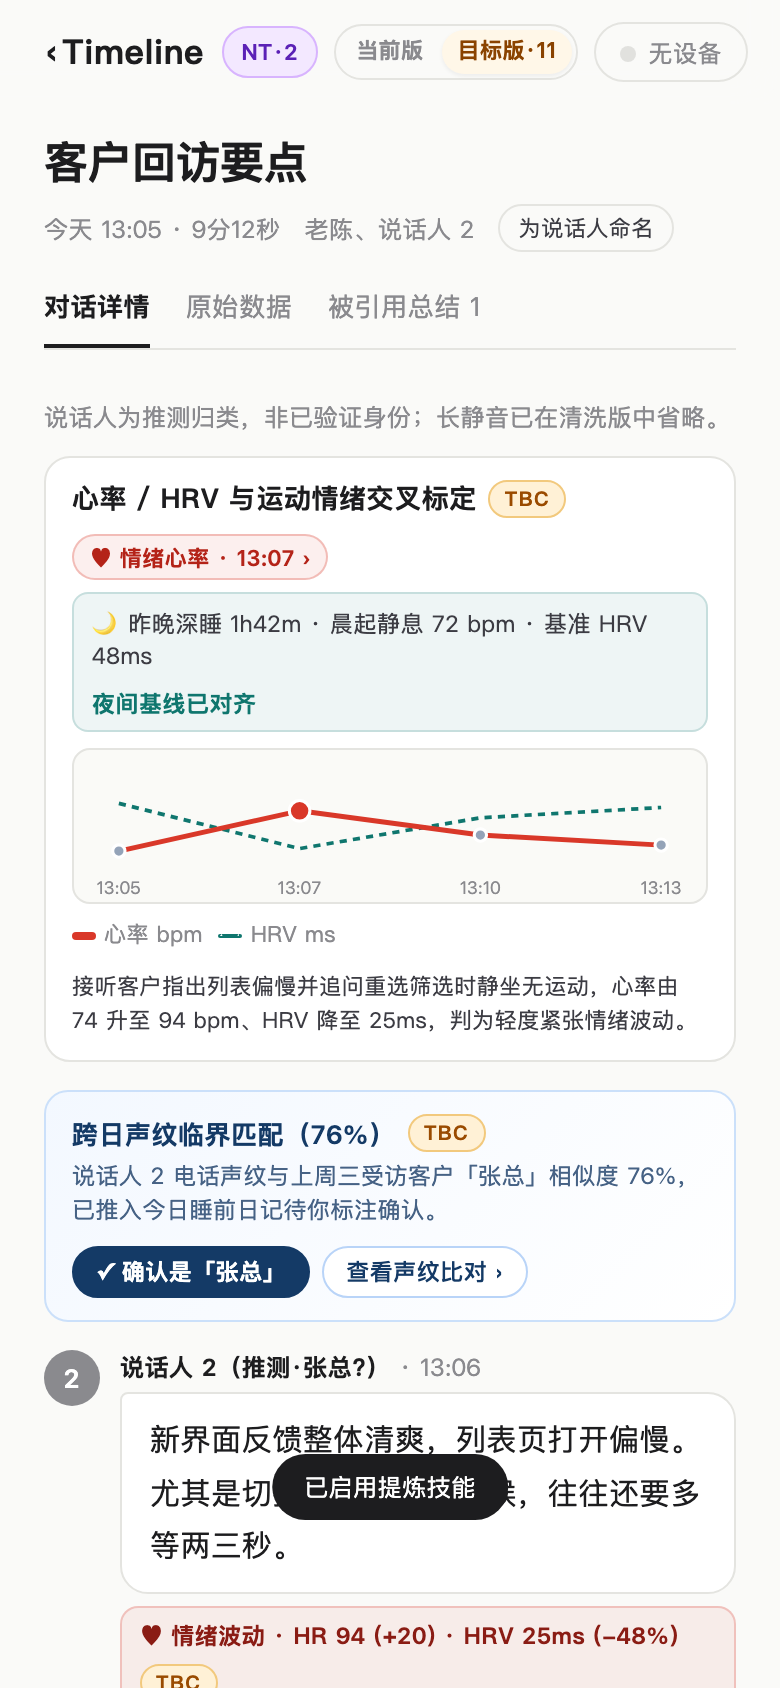 ‹ Timeline NT·2 当前版 目标版·11 无设备
客户回访要点
今天 13:05 · 9分12秒 老陈、说话人 2 为说话人命名
对话详情 原始数据 被引用总结 1
说话人为推测归类，非已验证身份；长静音已在清洗版中省略。
心率 / HRV 与运动情绪交叉标定 TBC
♥ 情绪心率 · 13:07 ›
🌙 昨晚深睡 1h42m · 晨起静息 72 bpm · 基准 HRV
48ms
夜间基线已对齐
13:05 13:07 13:10 13:13
心率 bpm HRV ms
接听客户指出列表偏慢并追问重选筛选时静坐无运动，心率由
74 升至 94 bpm、HRV 降至 25ms，判为轻度紧张情绪波动。
跨日声纹临界匹配（76%） TBC
说话人 2 电话声纹与上周三受访客户「张总」相似度 76%，
已推入今日睡前日记待你标注确认。
✓ 确认是「张总」 查看声纹比对 ›
2 说话人 2（推测·张总?） · 13:06
新界面反馈整体清爽，列表页打开偏慢。
尤其是切 ，往往还要多
已启用提炼技能
等两三秒。
♥ 情绪波动 · HR 94 (+20) · HRV 25ms (−48%)
TBC